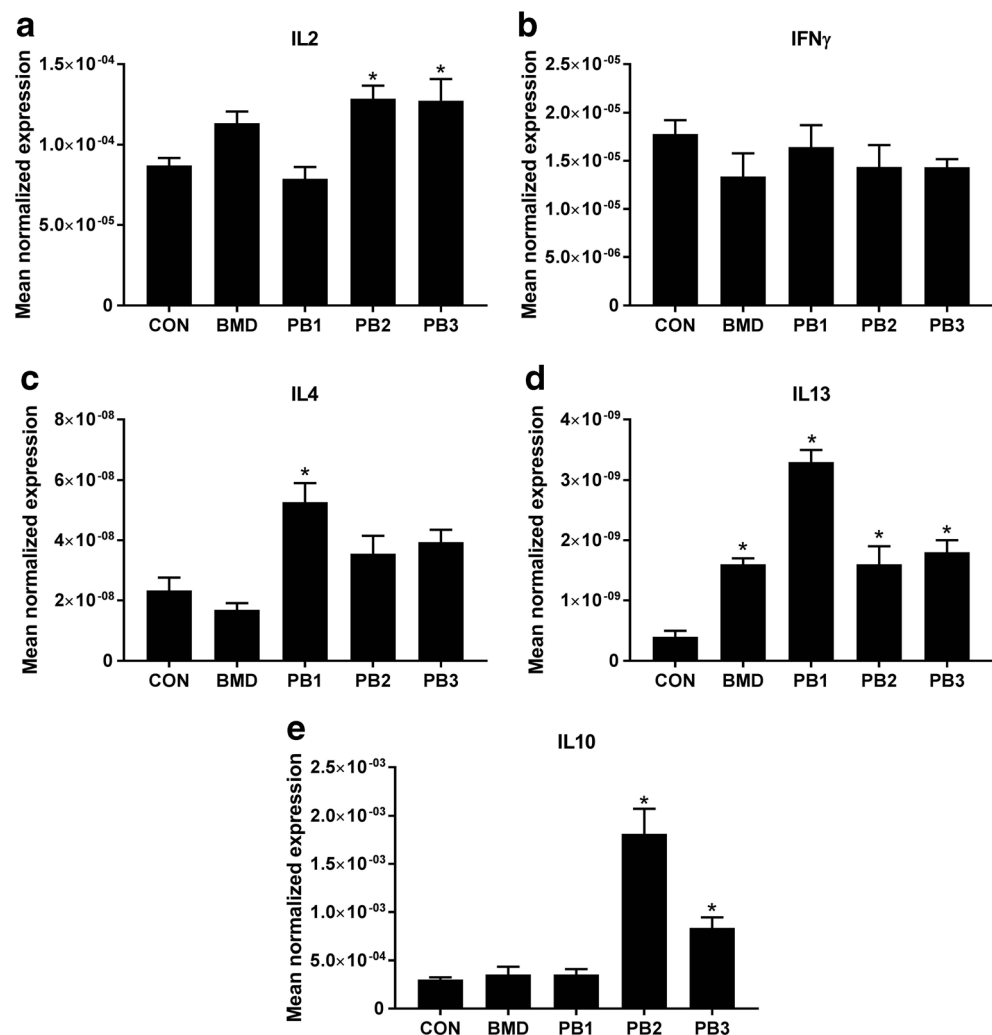 a
IL2
Mean normalized expression
1.5×10⁻⁰⁴
1.0×10⁻⁰⁴
5.0×10⁻⁰⁵
0
* *
CON BMD PB1 PB2 PB3
b
IFNγ
Mean normalized expression
2.5×10⁻⁰⁵
2.0×10⁻⁰⁵
1.5×10⁻⁰⁵
1.0×10⁻⁰⁵
5.0×10⁻⁰⁶
0
CON BMD PB1 PB2 PB3
c
IL4
Mean normalized expression
8×10⁻⁰⁸
6×10⁻⁰⁸
4×10⁻⁰⁸
2×10⁻⁰⁸
0
*
CON BMD PB1 PB2 PB3
d
IL13
Mean normalized expression
4×10⁻⁰⁹
3×10⁻⁰⁹
2×10⁻⁰⁹
1×10⁻⁰⁹
0
* * * *
CON BMD PB1 PB2 PB3
e
IL10
Mean normalized expression
2.5×10⁻⁰³
2.0×10⁻⁰³
1.5×10⁻⁰³
1.0×10⁻⁰³
5.0×10⁻⁰⁴
0
* *
CON BMD PB1 PB2 PB3